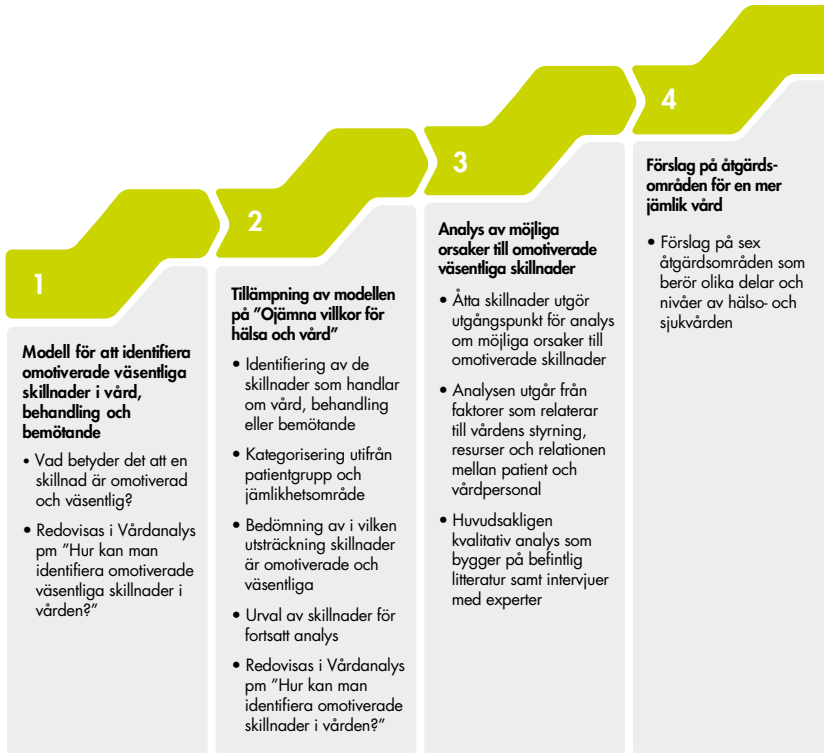 1
Modell för att identifiera
omotiverade väsentliga
skillnader i vård,
behandling och
bemötande
• Vad betyder det att en
skillnad är omotiverad
och väsentlig?
• Redovisas i Vårdanalys
pm ”Hur kan man
identifiera omotiverade
väsentliga skillnader i
vården?”
2
Tillämpning av modellen
på ”Ojämna villkor för
hälsa och vård”
• Identifiering av de
skillnader som handlar
om vård, behandling
eller bemötande
• Kategorisering utifrån
patientgrupp och
jämlikhetsområde
• Bedömning av i vilken
utsträckning skillnader
är omotiverade och
väsentliga
• Urval av skillnader för
fortsatt analys
• Redovisas i Vårdanalys
pm ”Hur kan man
identifiera omotiverade
skillnader i vården?”
3
Analys av möjliga
orsaker till omotiverade
väsentliga skillnader
• Åtta skillnader utgör
utgångspunkt för analys
om möjliga orsaker till
omotiverade skillnader
• Analysen utgår från
faktorer som relaterar
till vårdens styrning,
resurser och relationen
mellan patient och
vårdpersonal
• Huvudsakligen
kvalitativ analys som
bygger på befintlig
litteratur samt intervjuer
med experter
4
Förslag på åtgärds-
områden för en mer
jämlik vård
• Förslag på sex
åtgärdsområden som
berör olika delar och
nivåer av hälso- och
sjukvården